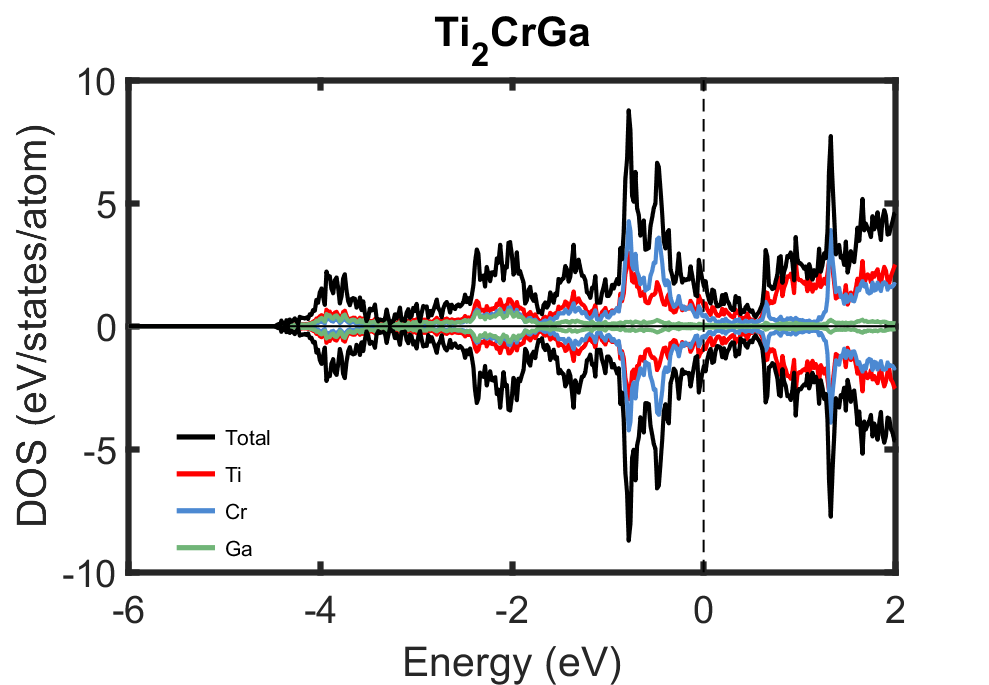 Ti₂CrGa
10
5
0
-5
-10
DOS (eV/states/atom)
Total
Ti
Cr
Ga
-6 -4 -2 0 2
Energy (eV)